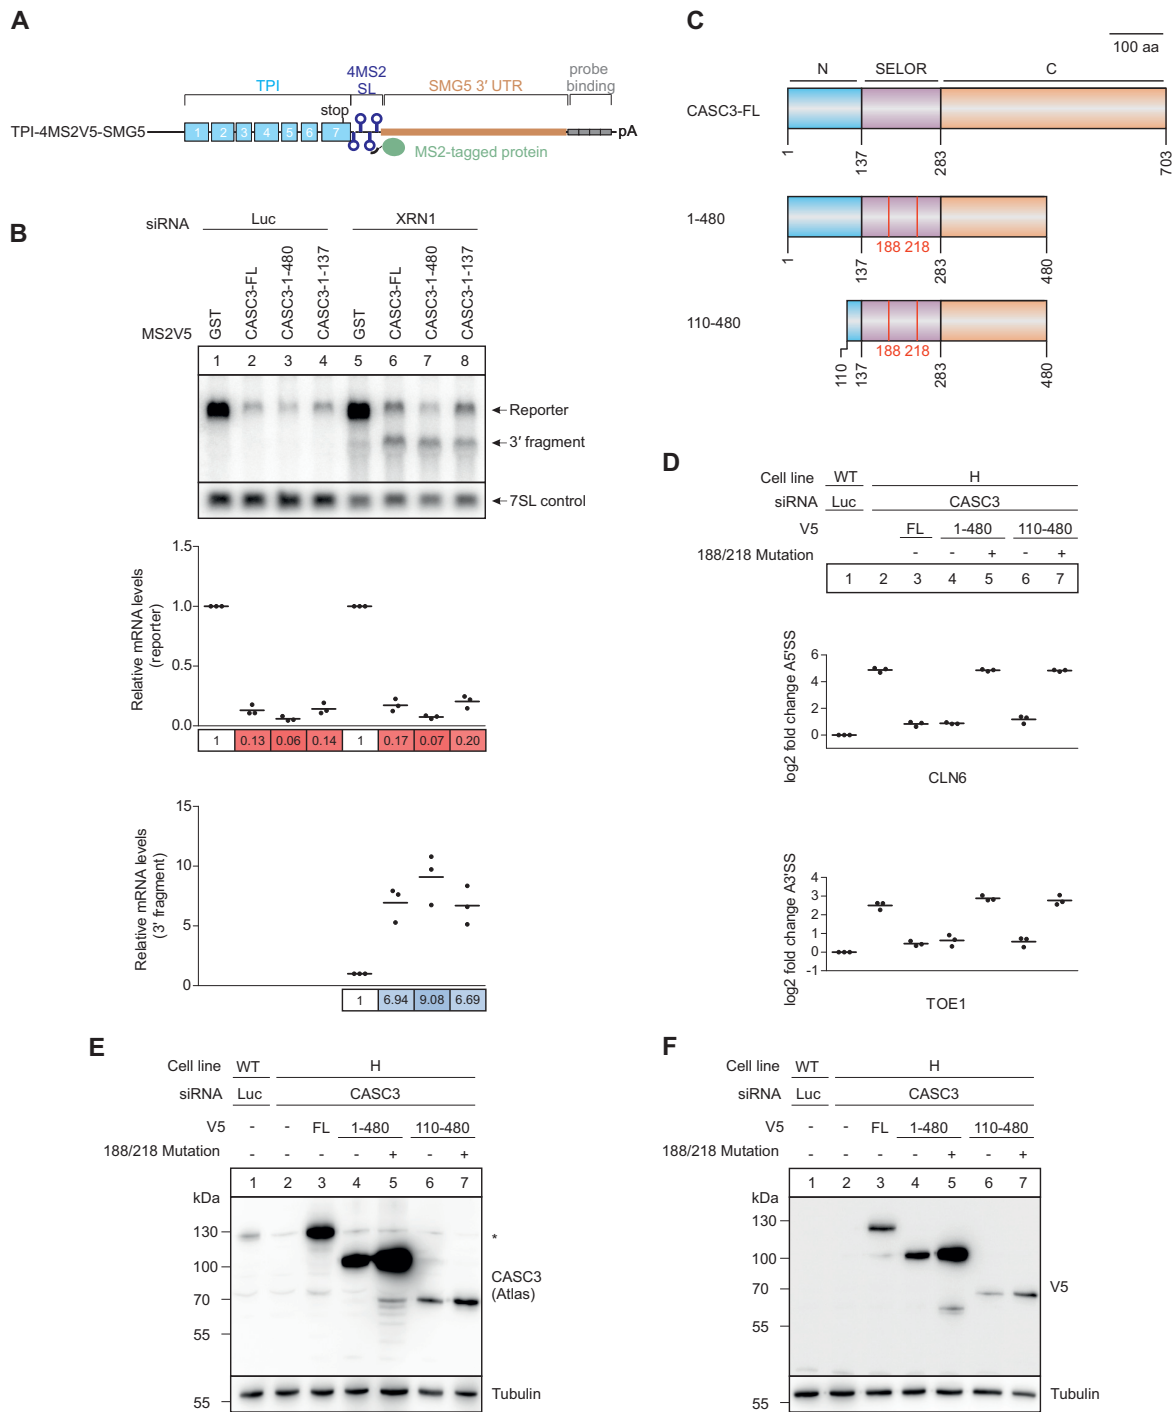 A
TPI
4MS2
SL
SMG5 3′ UTR
probe
binding
stop
TPI-4MS2V5-SMG5
1 2 3 4 5 6 7
pA
MS2-tagged protein
B
siRNA Luc XRN1
MS2V5 GST CASC3-FL CASC3-1-480 CASC3-1-137 GST CASC3-FL CASC3-1-480 CASC3-1-137
1 2 3 4 5 6 7 8
Reporter
3′ fragment
7SL control
Relative mRNA levels
(reporter)
1.5
1.0
0.5
0.0
1 0.13 0.06 0.14 1 0.17 0.07 0.20
Relative mRNA levels
(3′ fragment)
15
10
5
0
1 6.94 9.08 6.69
C
100 aa
N SELOR C
CASC3-FL
1 137 283 703
1-480
188 218
1 137 283 480
110-480
188 218
110 137 283 480
D
Cell line WT H
siRNA Luc CASC3
V5 FL 1-480 110-480
188/218 Mutation - - + - +
1 2 3 4 5 6 7
log2 fold change A5'SS
6
4
2
0
CLN6
log2 fold change A3'SS
4
3
2
1
0
-1
TOE1
E
Cell line WT H
siRNA Luc CASC3
V5 - - FL 1-480 110-480
188/218 Mutation - - - - + - +
1 2 3 4 5 6 7
kDa
130
100
70
55
55
*
CASC3
(Atlas)
Tubulin
F
Cell line WT H
siRNA Luc CASC3
V5 - - FL 1-480 110-480
188/218 Mutation - - - - + - +
1 2 3 4 5 6 7
kDa
130
100
70
55
55
V5
Tubulin